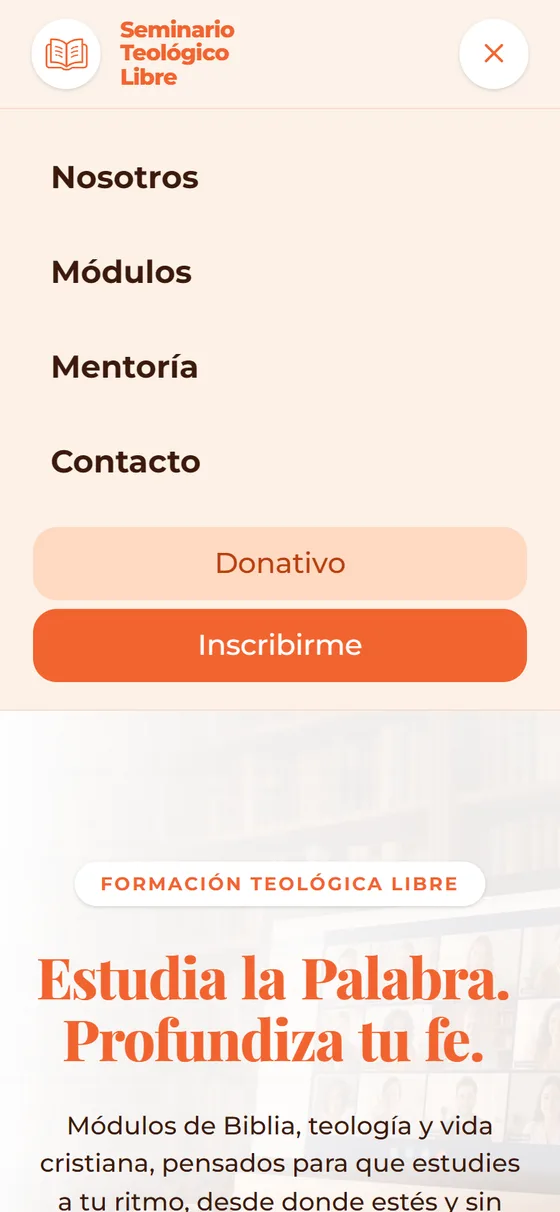 Seminario
Teológico
Libre
Nosotros
Módulos
Mentoría
Contacto
Donativo
Inscribirme
FORMACIÓN TEOLÓGICA LIBRE
Estudia la Palabra.
Profundiza tu fe.
Módulos de Biblia, teología y vida
cristiana, pensados para que estudies
a tu ritmo, desde donde estés y sin